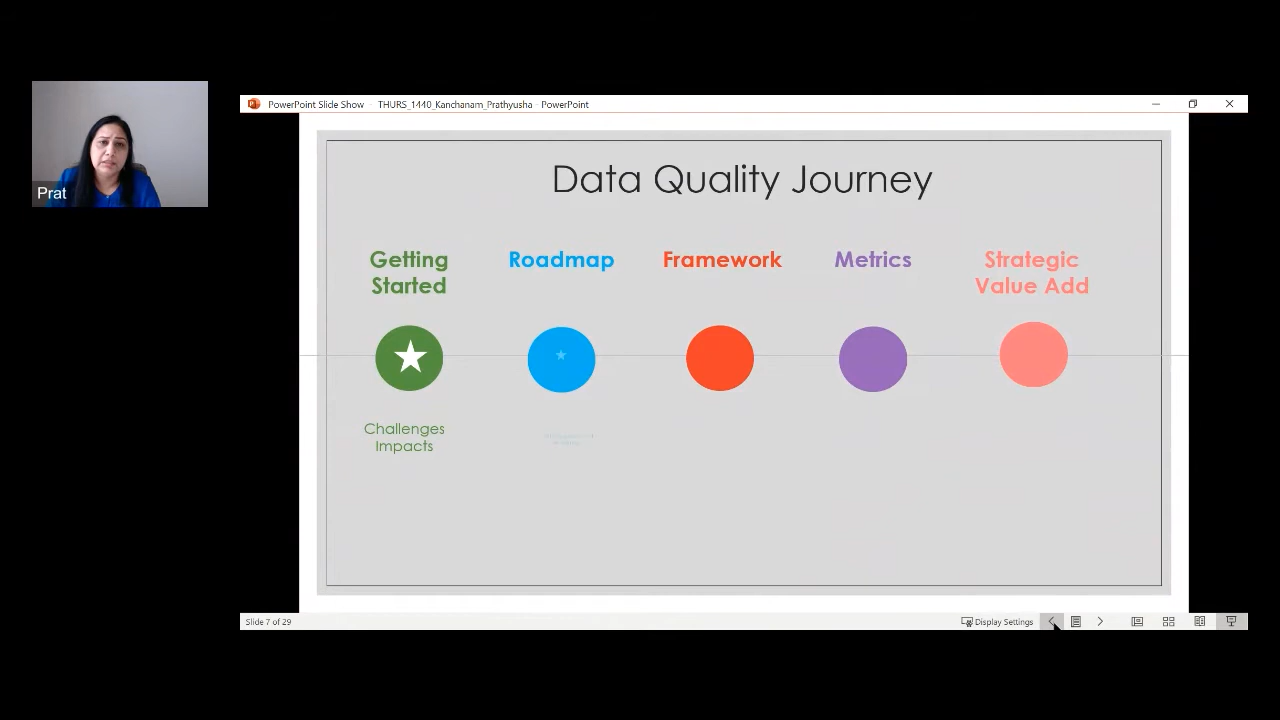 PowerPoint Slide Show - THURS_1440_Kanchanam_Prathyusha - PowerPoint
Prat
Data Quality Journey
Getting
Started
Roadmap
Framework
Metrics
Strategic
Value Add
Challenges
Impacts
Slide 7 of 29
Display Settings